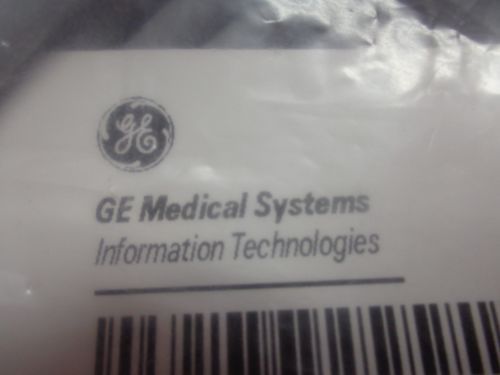 GE
GE Medical Systems
Information Technologies